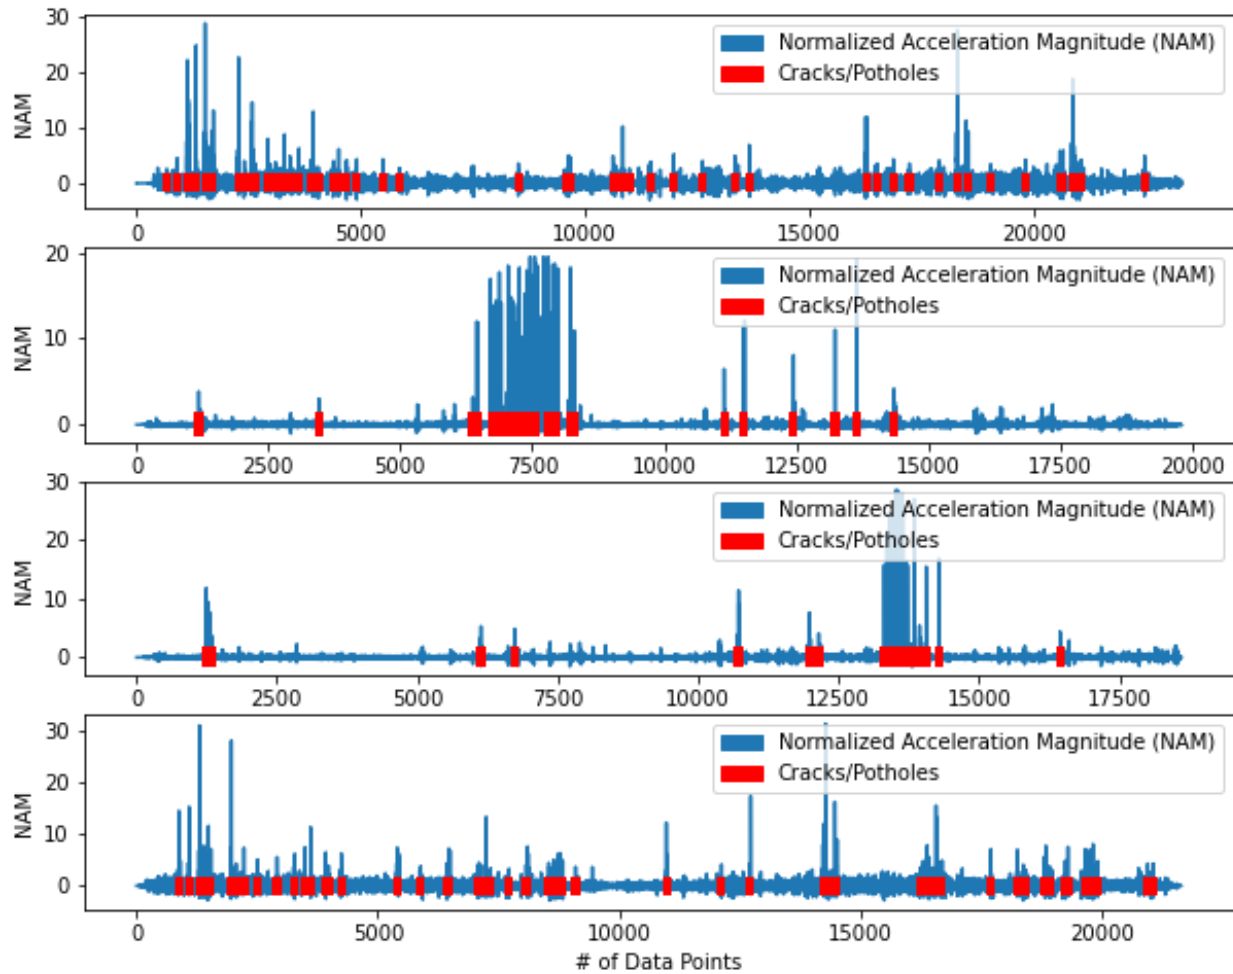 30
20
10
0
NAM
Normalized Acceleration Magnitude (NAM)
Cracks/Potholes
0 5000 10000 15000 20000
20
10
0
NAM
Normalized Acceleration Magnitude (NAM)
Cracks/Potholes
0 2500 5000 7500 10000 12500 15000 17500 20000
30
20
10
0
NAM
Normalized Acceleration Magnitude (NAM)
Cracks/Potholes
0 2500 5000 7500 10000 12500 15000 17500
30
20
10
0
NAM
Normalized Acceleration Magnitude (NAM)
Cracks/Potholes
0 5000 10000 15000 20000
# of Data Points